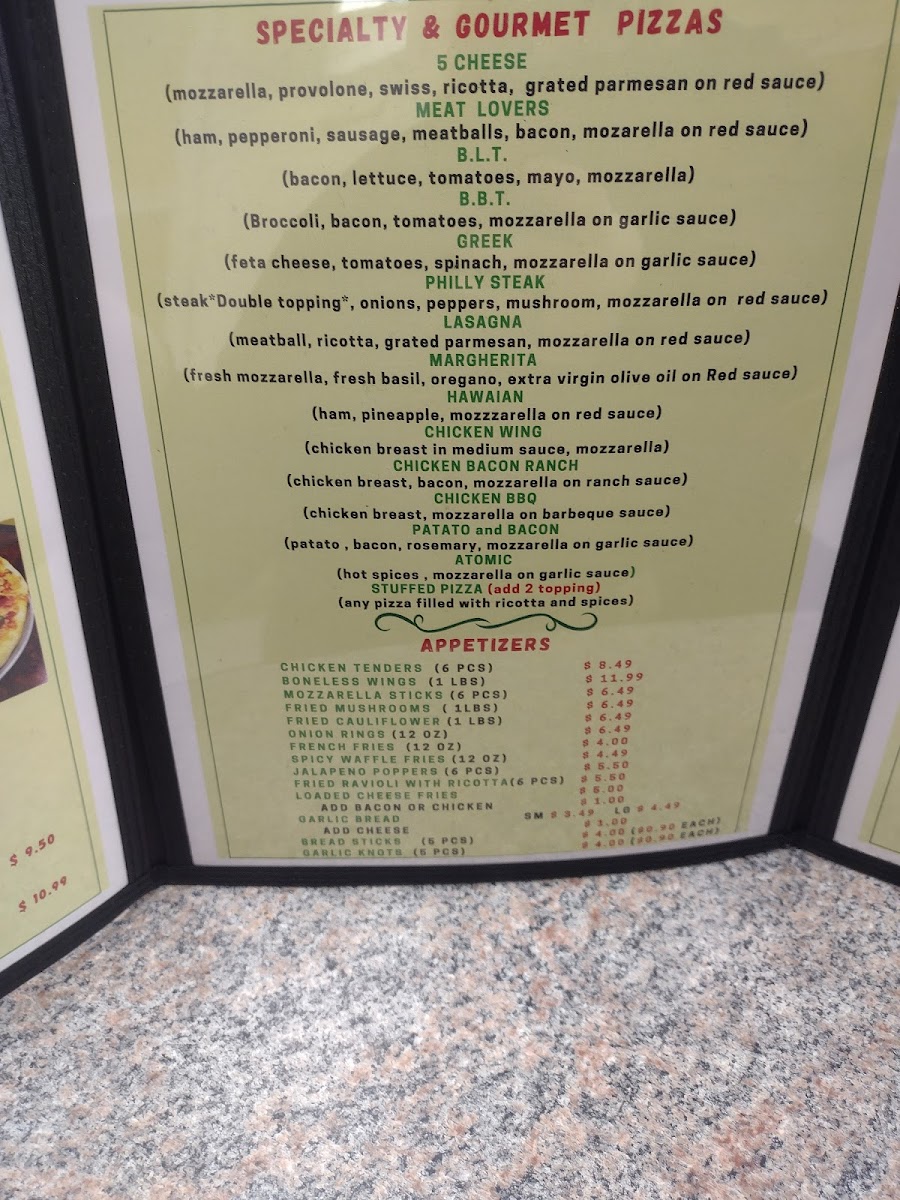 SPECIALTY & GOURMET PIZZAS
5 CHEESE
(mozzarella, provolone, swiss, ricotta, grated parmesan on red sauce)
MEAT LOVERS
(ham, pepperoni, sausage, meatballs, bacon, mozarella on red sauce)
B.L.T.
(bacon, lettuce, tomatoes, mayo, mozzarella)
B.B.T.
(Broccoli, bacon, tomatoes, mozzarella on garlic sauce)
GREEK
(feta cheese, tomatoes, spinach, mozzarella on garlic sauce)
PHILLY STEAK
(steak*Double topping*, onions, peppers, mushroom, mozzarella on red sauce)
LASAGNA
(meatball, ricotta, grated parmesan, mozzarella on red sauce)
MARGHERITA
(fresh mozzarella, fresh basil, oregano, extra virgin olive oil on Red sauce)
HAWAIAN
(ham, pineapple, mozzzarella on red sauce)
CHICKEN WING
(chicken breast in medium sauce, mozzarella)
CHICKEN BACON RANCH
(chicken breast, bacon, mozzarella on ranch sauce)
CHICKEN BBQ
(chicken breast, mozzarella on barbeque sauce)
PATATO and BACON
(patato , bacon, rosemary, mozzarella on garlic sauce)
ATOMIC
(hot spices , mozzarella on garlic sauce)
STUFFED PIZZA (add 2 topping)
(any pizza filled with ricotta and spices)
APPETIZERS
CHICKEN TENDERS (6 PCS) $ 8.49
BONELESS WINGS (1 LBS) $ 11.99
MOZZARELLA STICKS (6 PCS) $ 6.49
FRIED MUSHROOMS ( 1LBS) $ 6.49
FRIED CAULIFLOWER (1 LBS) $ 6.49
ONION RINGS (12 OZ) $ 6.49
FRENCH FRIES (12 OZ) $ 4.00
SPICY WAFFLE FRIES (12 OZ) $ 4.49
JALAPENO POPPERS (6 PCS) $ 5.50
FRIED RAVIOLI WITH RICOTTA(6 PCS) $ 5.50
LOADED CHEESE FRIES $ 5.00
ADD BACON OR CHICKEN $ 1.00
GARLIC BREAD SM $ 3.49 LG $ 4.49
ADD CHEESE $ 1.00
BREAD STICKS (5 PCS) $ 4.00 ($0.90 EACH)
GARLIC KNOTS (5 PCS) $ 4.00 ($0.90 EACH)
$ 9.50
$ 10.99